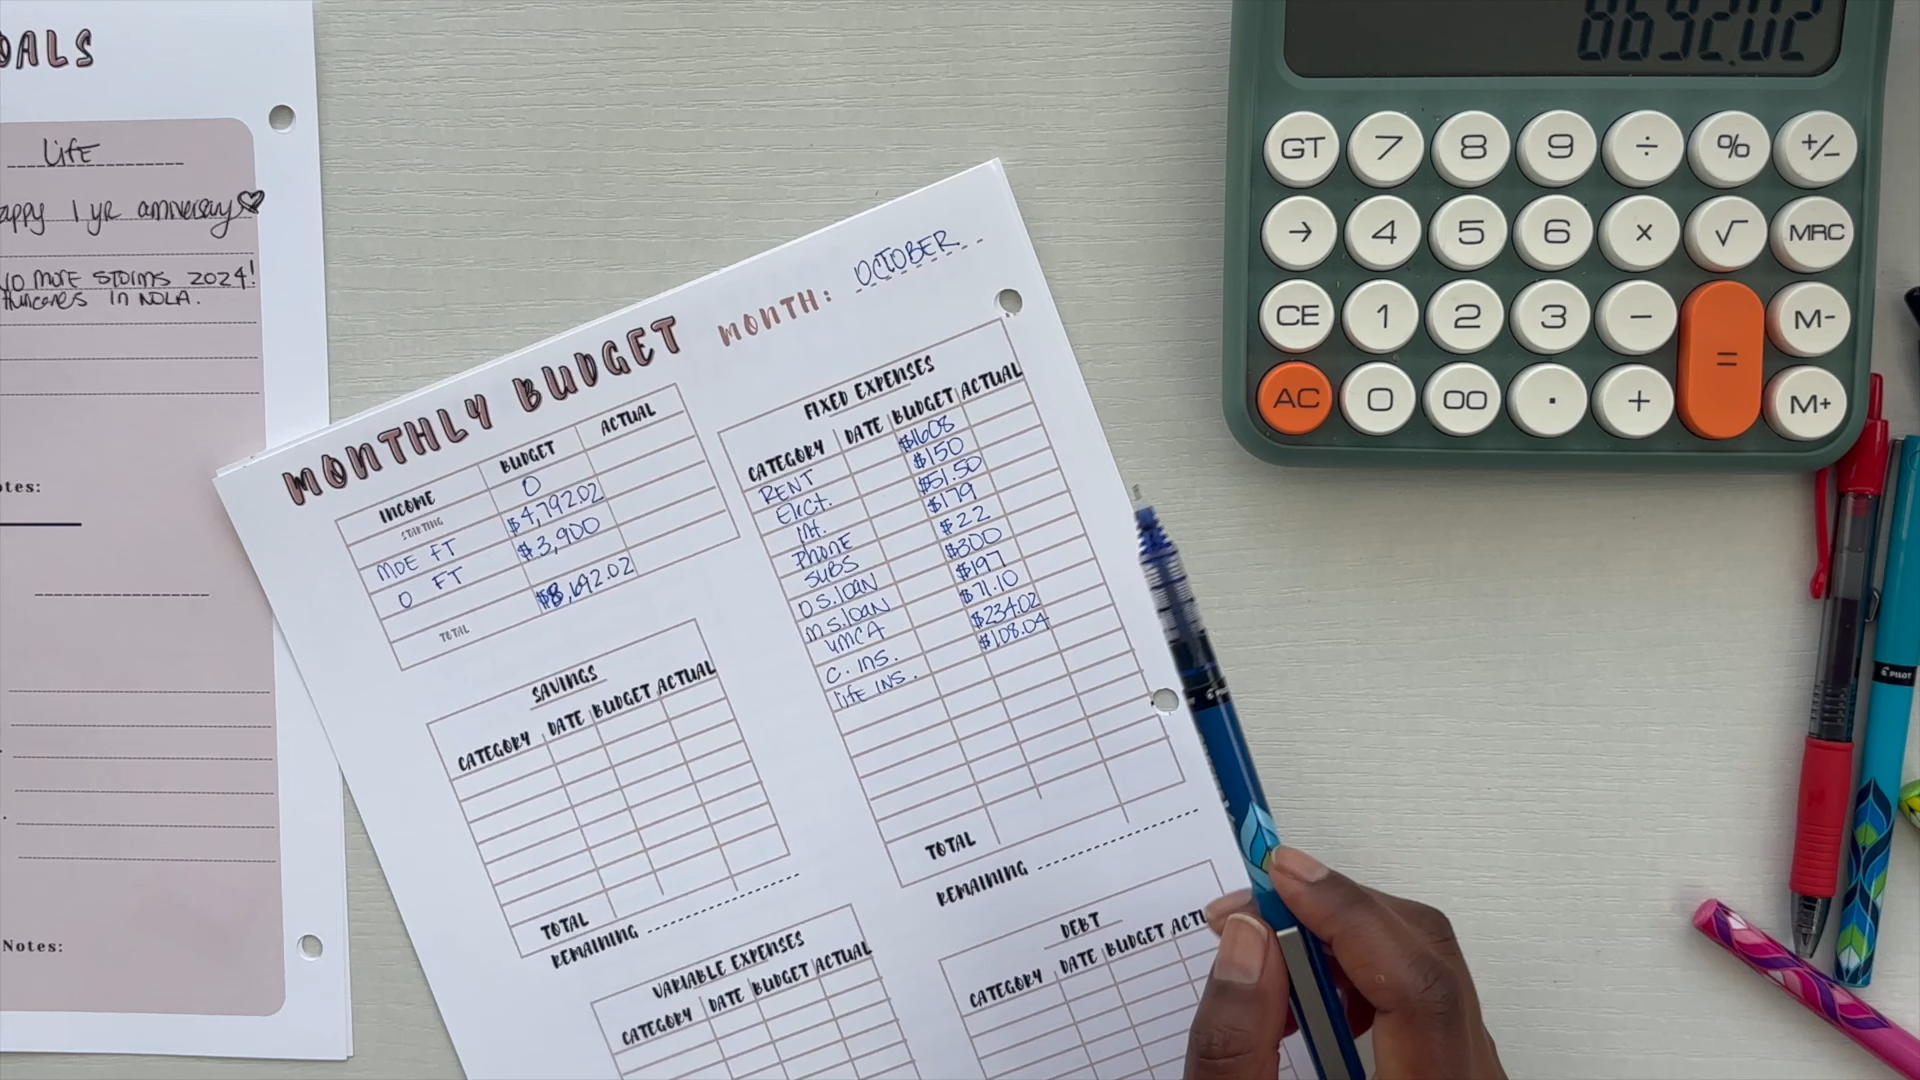 OALS
Life
appy 1 yr anniversary
no more storms 2024!
Hurricanes in NOLA.
otes:
Notes:
MONTHLY BUDGET MONTH: OCTOBER
INCOME BUDGET ACTUAL
STARTING 0
MOE FT $4,792.02
O FT $3,900
TOTAL $8,692.02
SAVINGS
CATEGORY DATE BUDGET ACTUAL
TOTAL
REMAINING
VARIABLE EXPENSES
CATEGORY DATE BUDGET ACTUAL
FIXED EXPENSES
CATEGORY DATE BUDGET ACTUAL
RENT $1608
Elect. $150
Int. $51.50
PHONE $179
SUBS $22
O S.loan $300
M S.loan $197
YMCA $71.10
C. INS. $234.02
life INS. $108.04
TOTAL
REMAINING
DEBT
CATEGORY DATE BUDGET ACTU
8692.02
GT 7 8 9 ÷ % +/−
→ 4 5 6 × √ MRC
CE 1 2 3 − M-
AC 0 00 · + = M+
PILOT